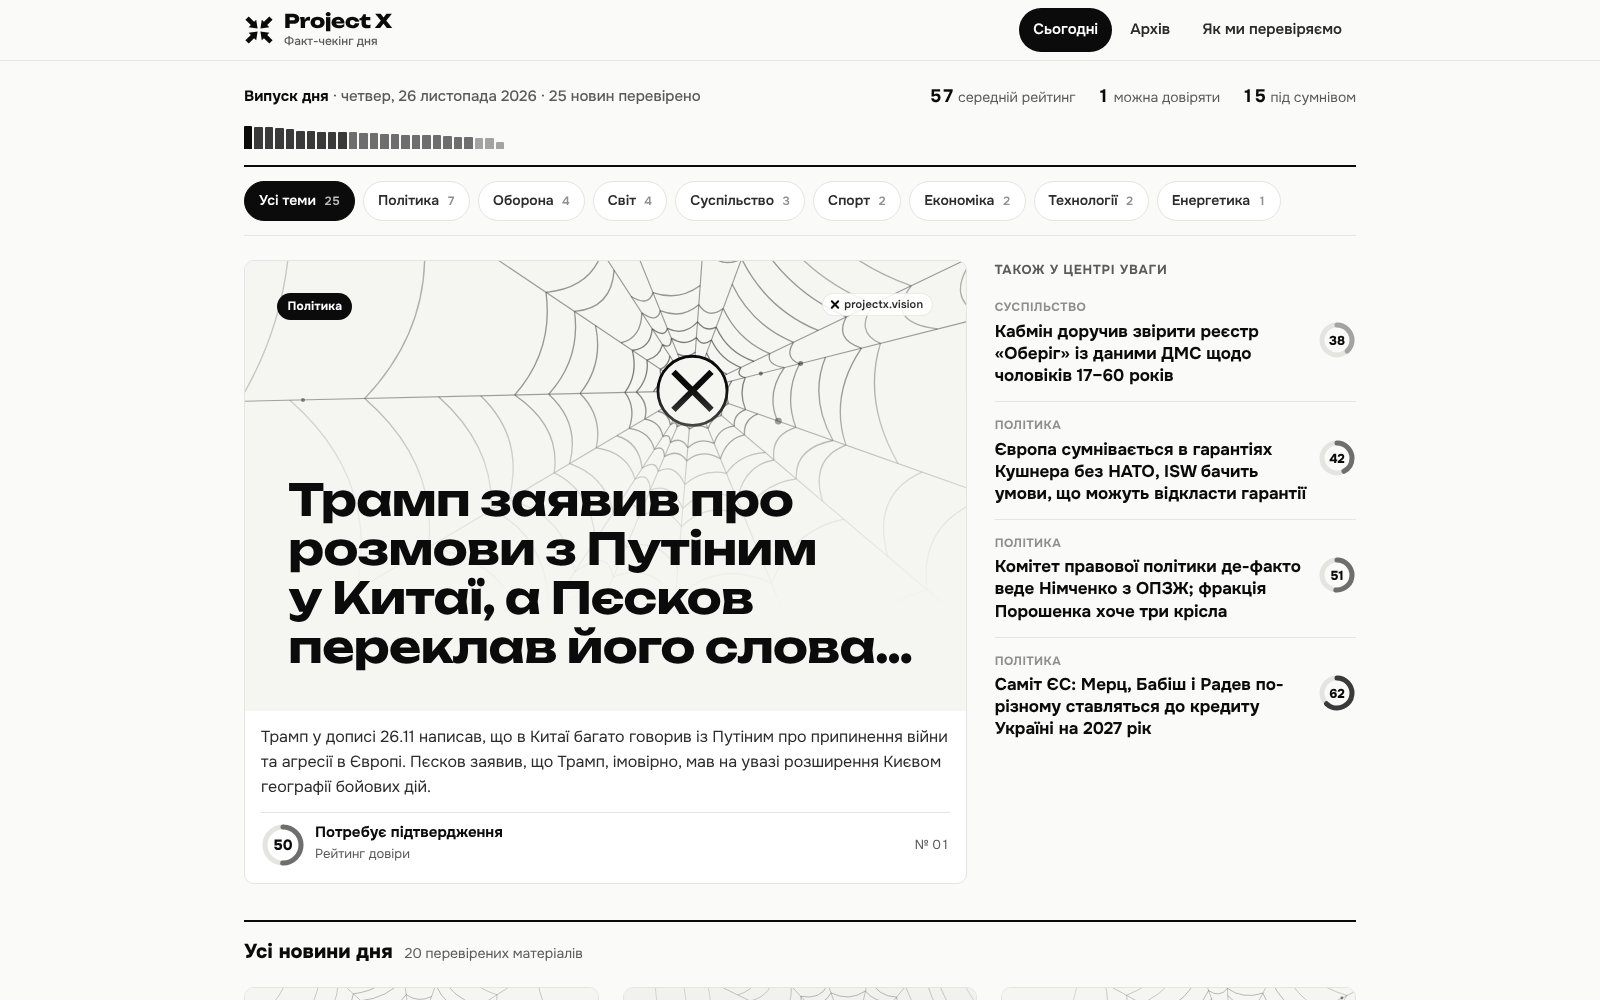 Project X
Факт-чекінг дня
Сьогодні
Архів
Як ми перевіряємо
Випуск дня · четвер, 26 листопада 2026 · 25 новин перевірено
57 середній рейтинг
1 можна довіряти
15 під сумнівом
Усі теми 25
Політика 7
Оборона 4
Світ 4
Суспільство 3
Спорт 2
Економіка 2
Технології 2
Енергетика 1
Політика
projectx.vision
Трамп заявив про
розмови з Путіним
у Китаї, а Пєсков
переклав його слова...
Трамп у дописі 26.11 написав, що в Китаї багато говорив із Путіним про припинення війни
та агресії в Європі. Пєсков заявив, що Трамп, імовірно, мав на увазі розширення Києвом
географії бойових дій.
50
Потребує підтвердження
Рейтинг довіри
№ 01
ТАКОЖ У ЦЕНТРІ УВАГИ
СУСПІЛЬСТВО
Кабмін доручив звірити реєстр
«Оберіг» із даними ДМС щодо
чоловіків 17–60 років
38
ПОЛІТИКА
Європа сумнівається в гарантіях
Кушнера без НАТО, ISW бачить
умови, що можуть відкласти гарантії
42
ПОЛІТИКА
Комітет правової політики де-факто
веде Німченко з ОПЗЖ; фракція
Порошенка хоче три крісла
51
ПОЛІТИКА
Саміт ЄС: Мерц, Бабіш і Радев по-
різному ставляться до кредиту
Україні на 2027 рік
62
Усі новини дня
20 перевірених матеріалів